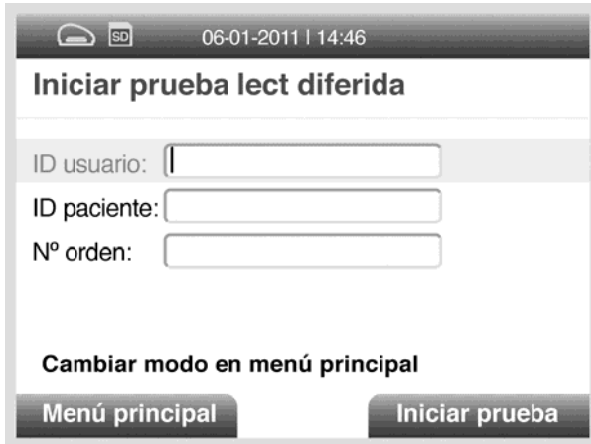 SD 06-01-2011 | 14:46
Iniciar prueba lect diferida
ID usuario:
ID paciente:
Nº orden:
Cambiar modo en menú principal
Menú principal Iniciar prueba